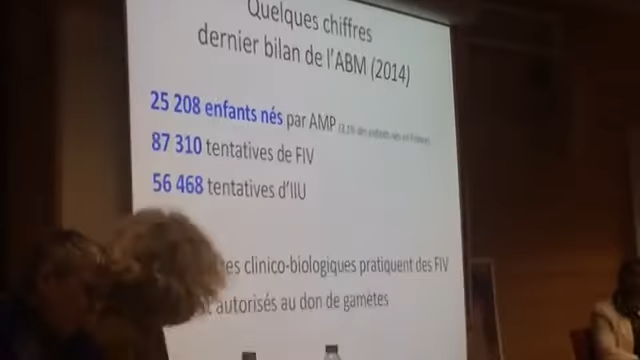 Quelques chiffres
dernier bilan de l'ABM (2014)
25 208 enfants nés par AMP
87 310 tentatives de FIV
56 468 tentatives d'IIU
es clinico-biologiques pratiquent des FIV
autorisés au don de gamètes